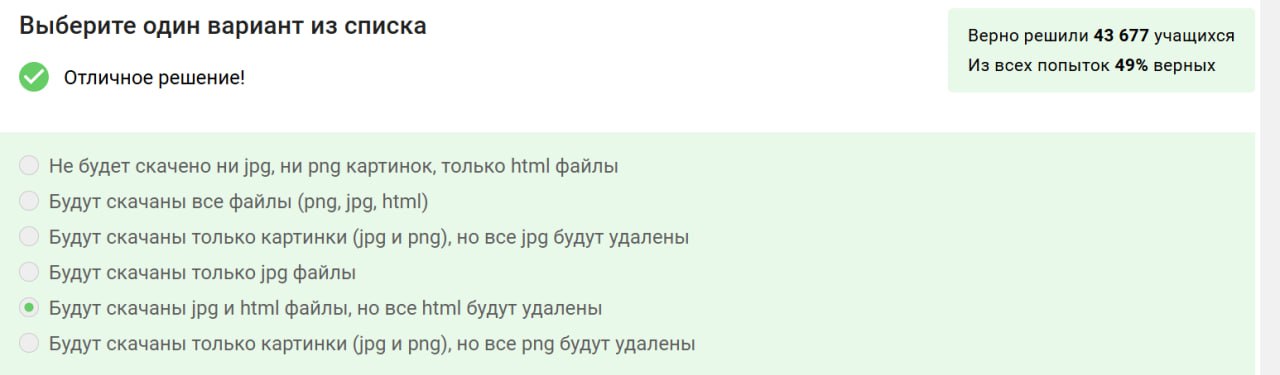 Выберите один вариант из списка
Верно решили 43 677 учащихся
Из всех попыток 49% верных
Отличное решение!
Не будет скачено ни jpg, ни png картинок, только html файлы
Будут скачаны все файлы (png, jpg, html)
Будут скачаны только картинки (jpg и png), но все jpg будут удалены
Будут скачаны только jpg файлы
Будут скачаны jpg и html файлы, но все html будут удалены
Будут скачаны только картинки (jpg и png), но все png будут удалены